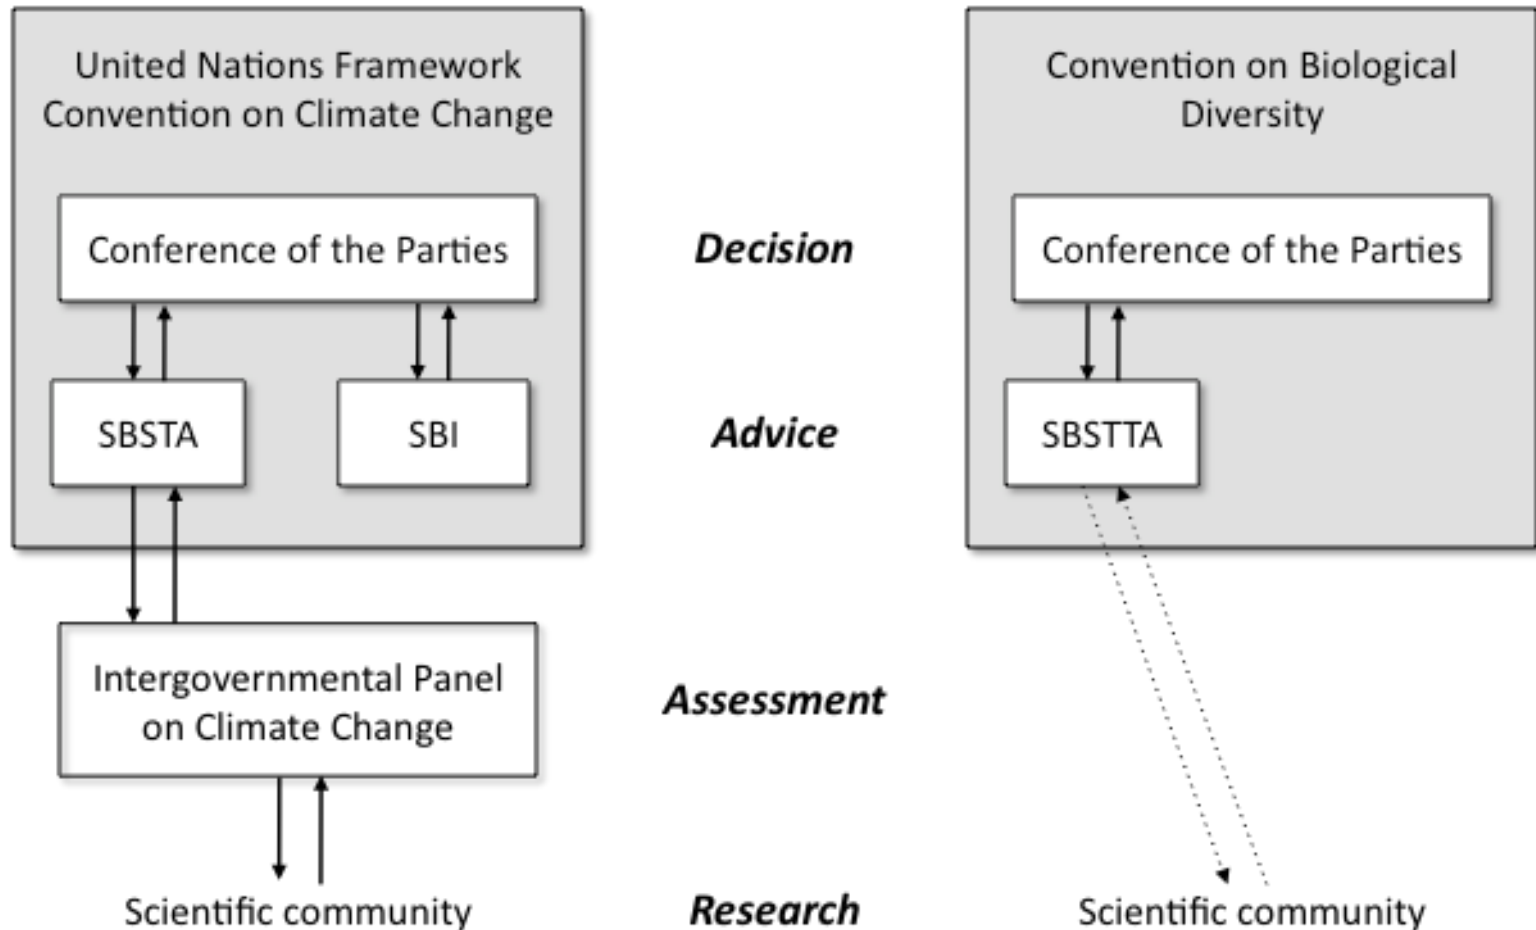 United Nations Framework
Convention on Climate Change
Conference of the Parties
SBSTA
SBI
Intergovernmental Panel
on Climate Change
Scientific community
Decision
Advice
Assessment
Research
Convention on Biological
Diversity
Conference of the Parties
SBSTTA
Scientific community